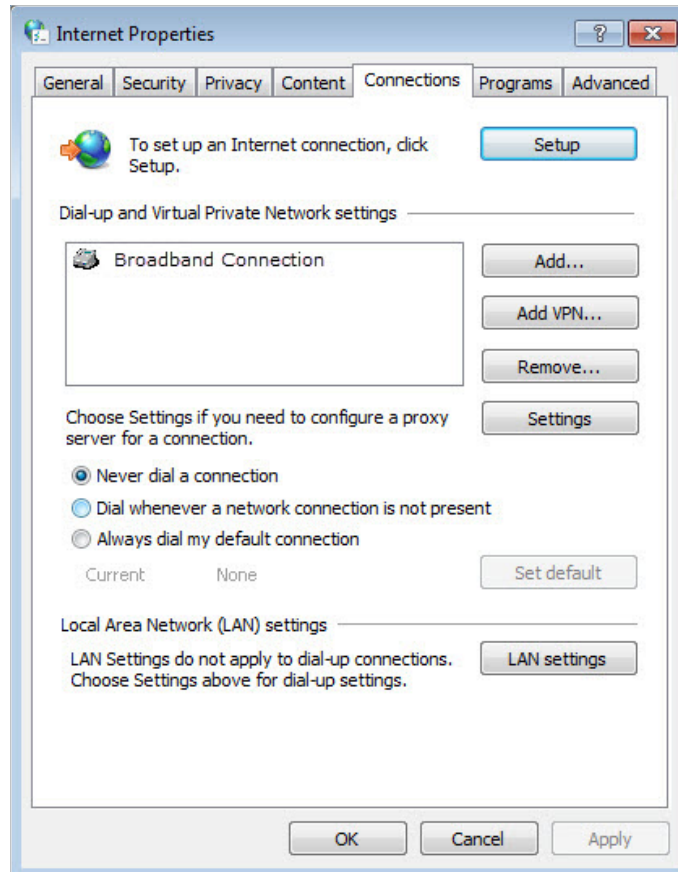 Internet Properties
?
General Security Privacy Content Connections Programs Advanced
To set up an Internet connection, click
Setup.
Setup
Dial-up and Virtual Private Network settings
Broadband Connection
Add...
Add VPN...
Remove...
Choose Settings if you need to configure a proxy
server for a connection.
Settings
Never dial a connection
Dial whenever a network connection is not present
Always dial my default connection
Current None
Set default
Local Area Network (LAN) settings
LAN Settings do not apply to dial-up connections.
Choose Settings above for dial-up settings.
LAN settings
OK Cancel Apply